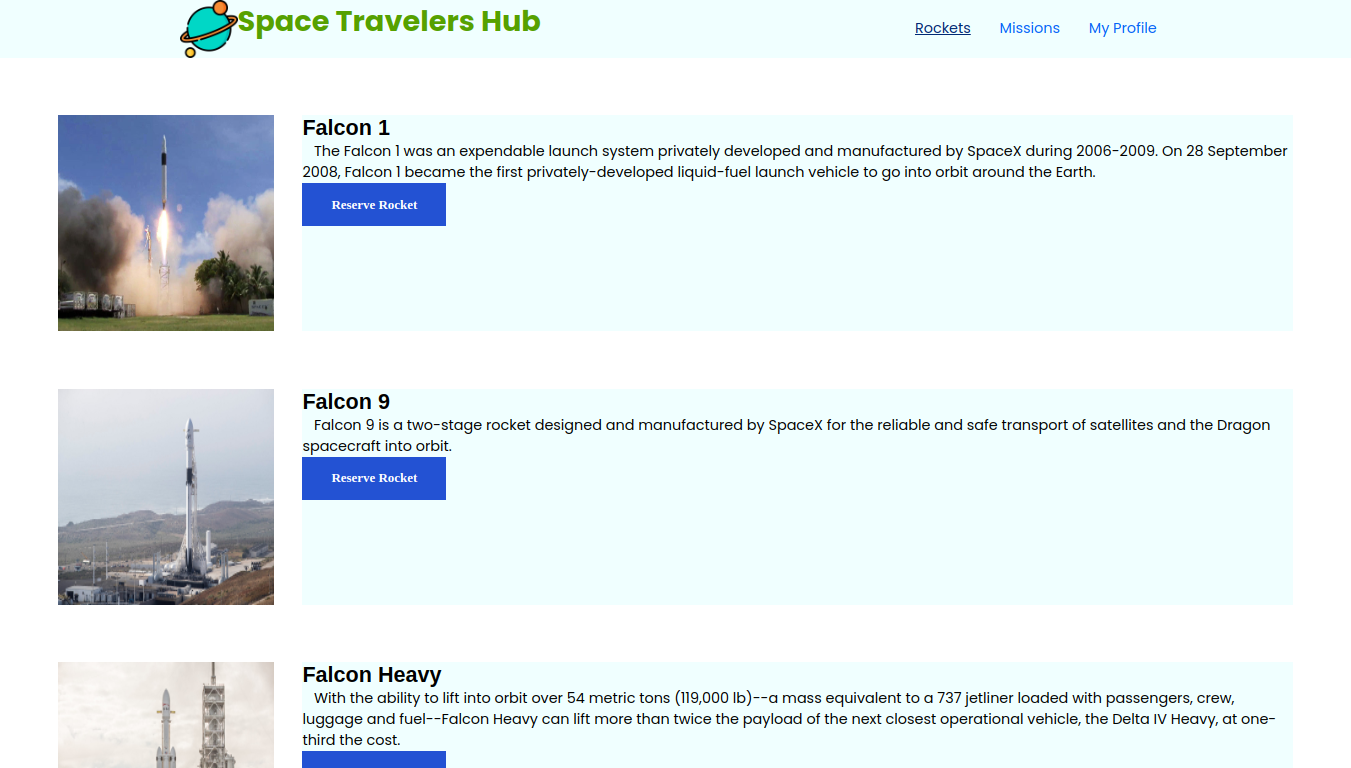 Space Travelers Hub
Rockets
Missions
My Profile
Falcon 1
The Falcon 1 was an expendable launch system privately developed and manufactured by SpaceX during 2006-2009. On 28 September
2008, Falcon 1 became the first privately-developed liquid-fuel launch vehicle to go into orbit around the Earth.
Reserve Rocket
Falcon 9
Falcon 9 is a two-stage rocket designed and manufactured by SpaceX for the reliable and safe transport of satellites and the Dragon
spacecraft into orbit.
Reserve Rocket
Falcon Heavy
With the ability to lift into orbit over 54 metric tons (119,000 lb)--a mass equivalent to a 737 jetliner loaded with passengers, crew,
luggage and fuel--Falcon Heavy can lift more than twice the payload of the next closest operational vehicle, the Delta IV Heavy, at one-
third the cost.